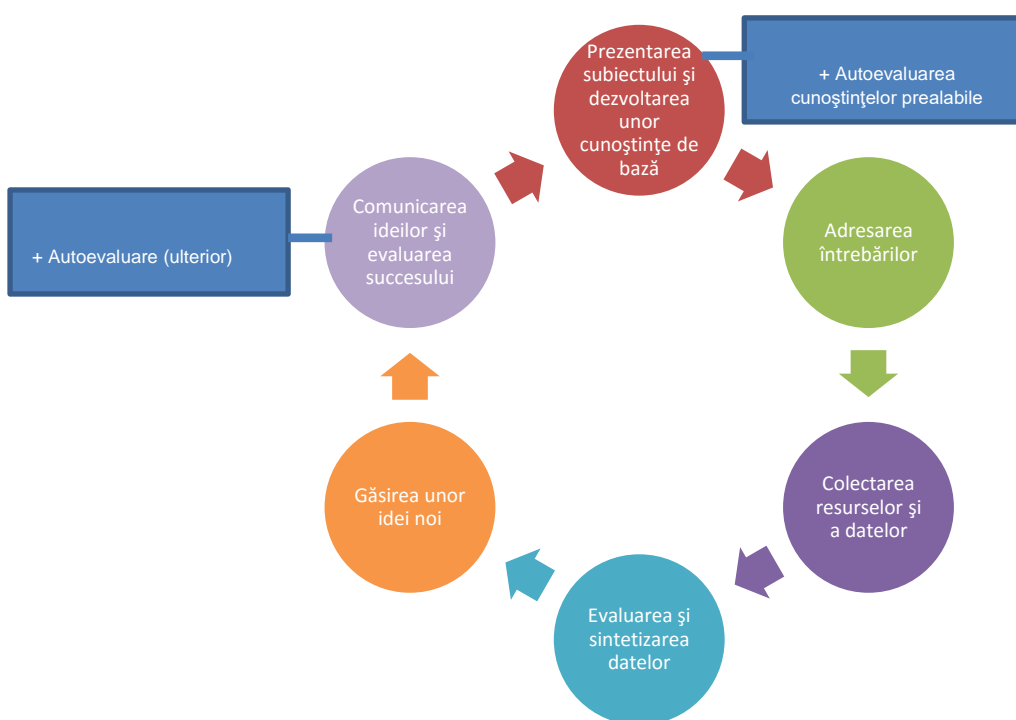 Prezentarea
subiectului şi
dezvoltarea
unor
cunoştinţe de
bază
+ Autoevaluarea
cunoştinţelor prealabile
Adresarea
întrebărilor
Colectarea
resurselor şi
a datelor
Evaluarea şi
sintetizarea
datelor
Găsirea unor
idei noi
Comunicarea
ideilor şi
evaluarea
succesului
+ Autoevaluare (ulterior)